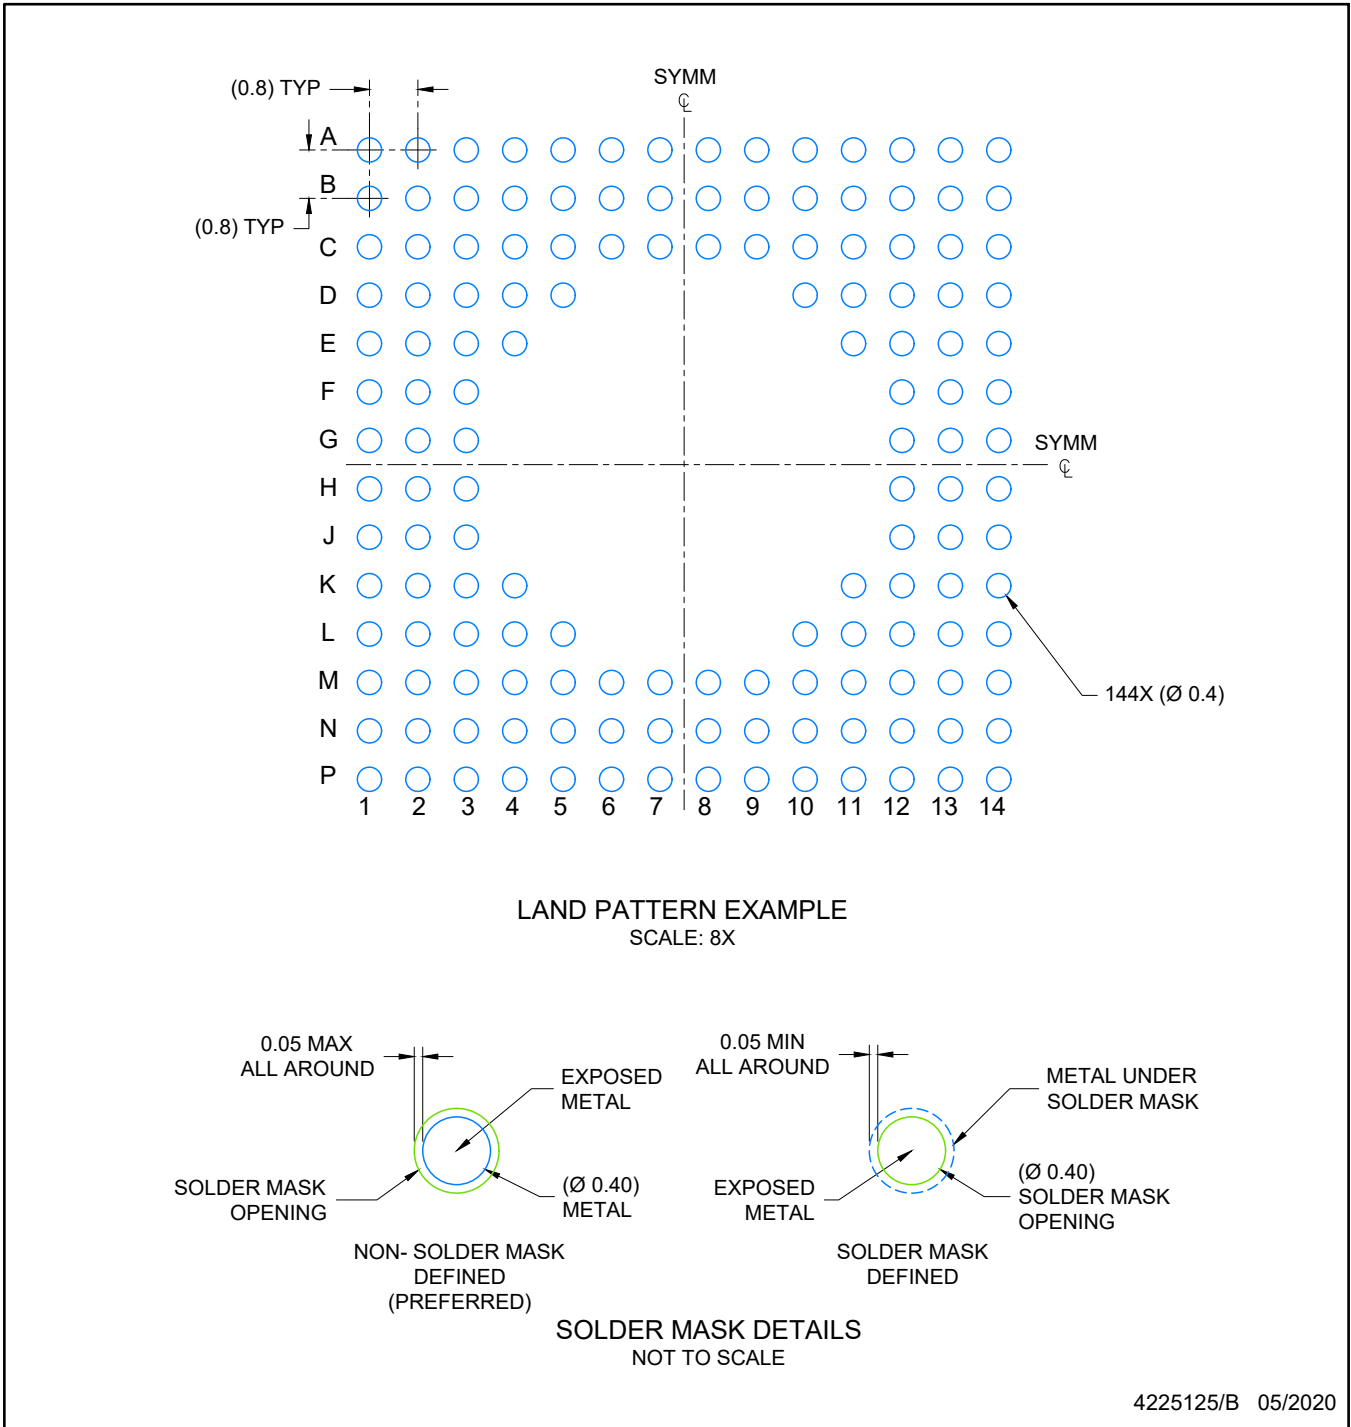 (0.8) TYP
SYMM
℄
A
B
(0.8) TYP
C
D
E
F
G
SYMM
℄
H
J
K
L
M
144X (Ø 0.4)
N
P
1 2 3 4 5 6 7 8 9 10 11 12 13 14
LAND PATTERN EXAMPLE
SCALE: 8X
0.05 MAX
ALL AROUND
EXPOSED
METAL
SOLDER MASK
OPENING
(Ø 0.40)
METAL
NON- SOLDER MASK
DEFINED
(PREFERRED)
0.05 MIN
ALL AROUND
METAL UNDER
SOLDER MASK
EXPOSED
METAL
(Ø 0.40)
SOLDER MASK
OPENING
SOLDER MASK
DEFINED
SOLDER MASK DETAILS
NOT TO SCALE
4225125/B 05/2020